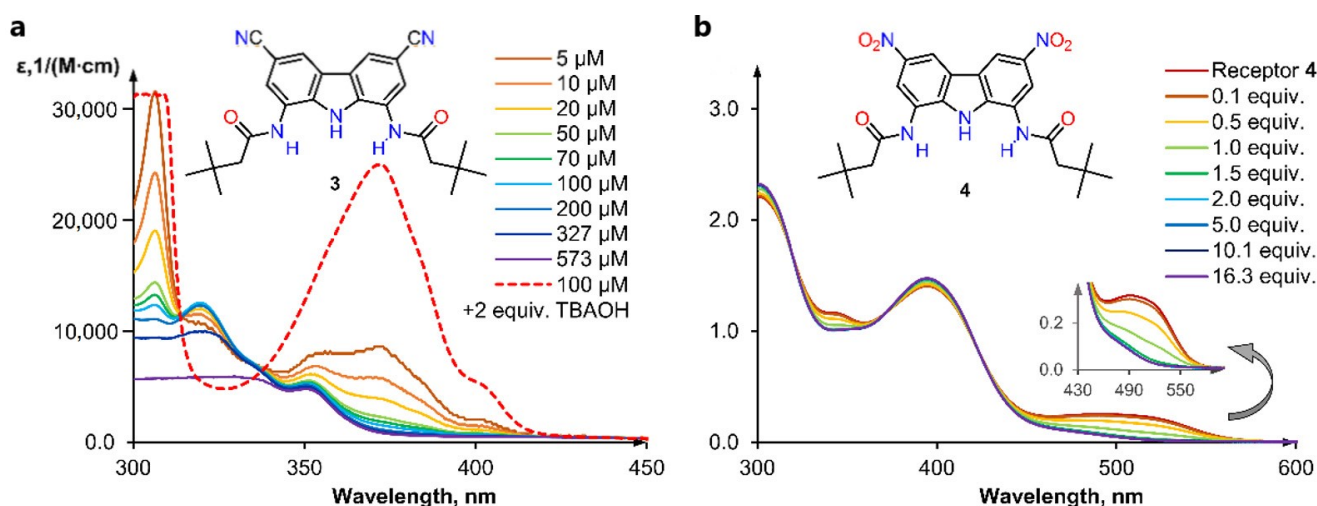 a
ε,1/(M·cm)
30,000
20,000
10,000
0.0
300
350
400
450
Wavelength, nm
NC
CN
O
N
H
N
H
N
H
O
3
5 µM
10 µM
20 µM
50 µM
70 µM
100 µM
200 µM
327 µM
573 µM
100 µM
+2 equiv. TBAOH
b
3.0
2.0
1.0
0.0
300
400
500
600
Wavelength, nm
O₂N
NO₂
O
N
H
N
H
N
H
O
4
Receptor 4
0.1 equiv.
0.5 equiv.
1.0 equiv.
1.5 equiv.
2.0 equiv.
5.0 equiv.
10.1 equiv.
16.3 equiv.
0.2
0.0
430
490
550